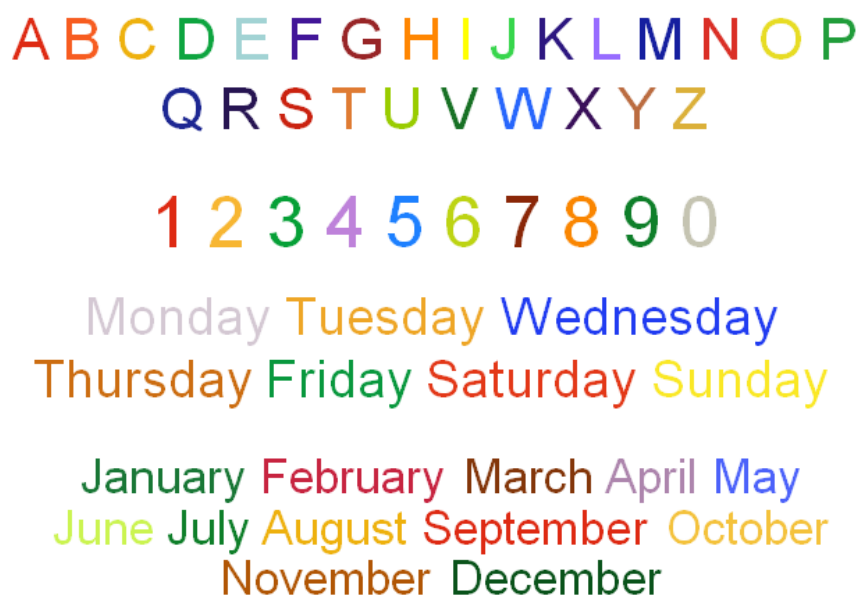 A B C D E F G H I J K L M N O P
Q R S T U V W X Y Z
1 2 3 4 5 6 7 8 9 0
Monday Tuesday Wednesday
Thursday Friday Saturday Sunday
January February March April May
June July August September October
November December